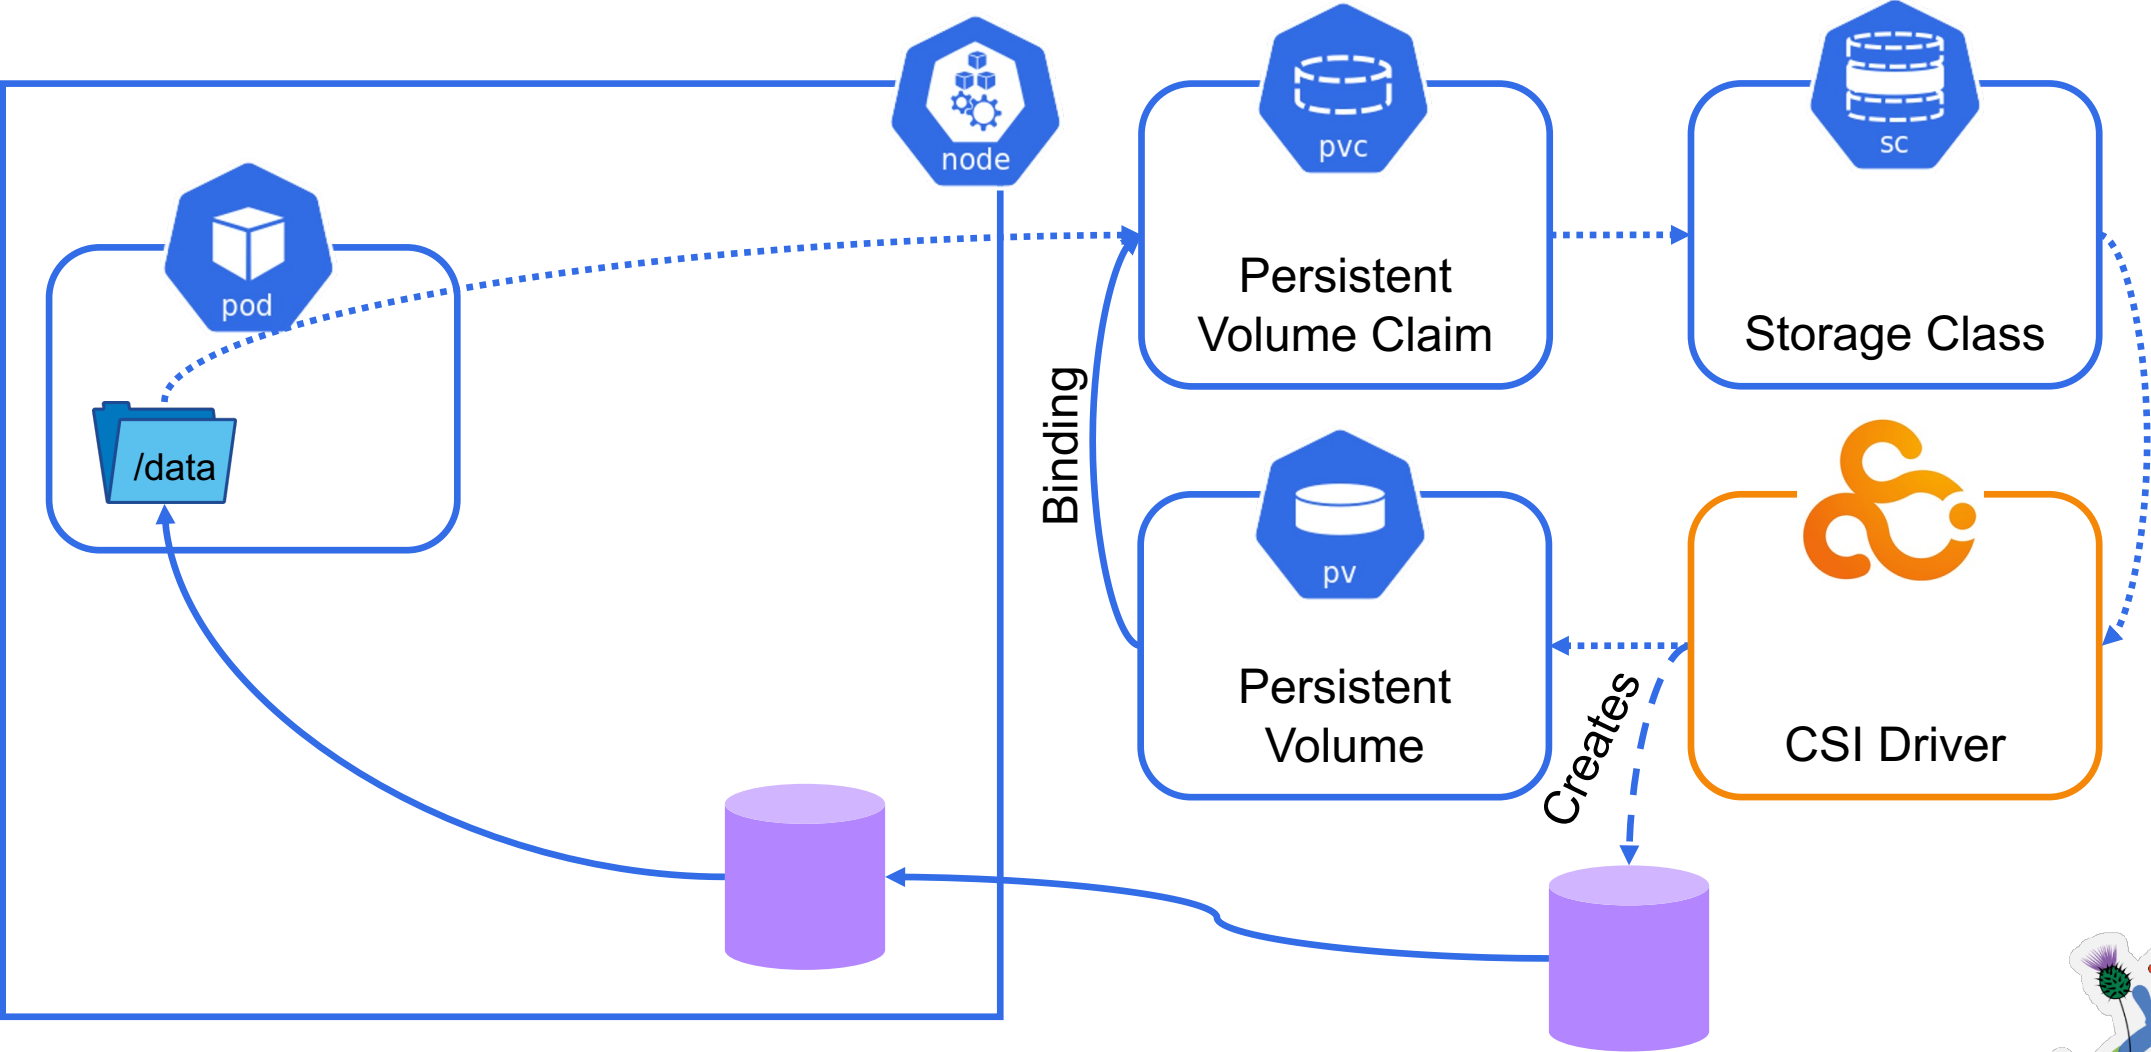 node
pod
/data
pvc
Persistent
Volume Claim
sc
Storage Class
Binding
pv
Persistent
Volume
CSI Driver
Creates